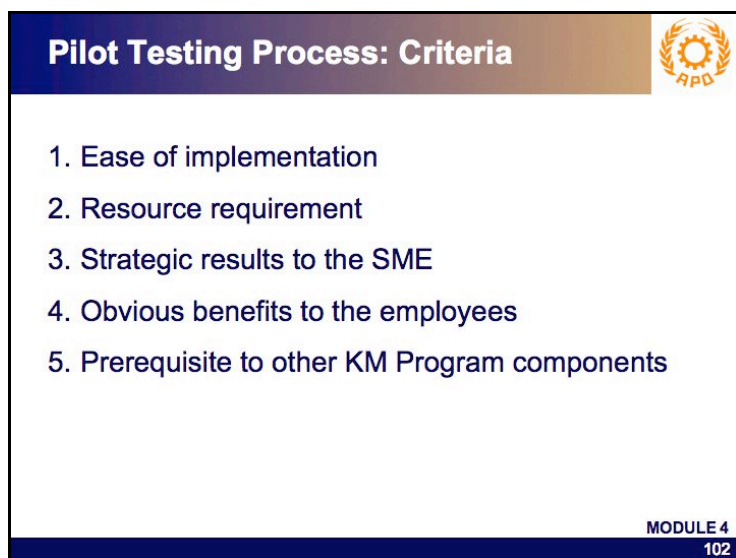 Pilot Testing Process: Criteria
APO
1. Ease of implementation
2. Resource requirement
3. Strategic results to the SME
4. Obvious benefits to the employees
5. Prerequisite to other KM Program components
MODULE 4
102